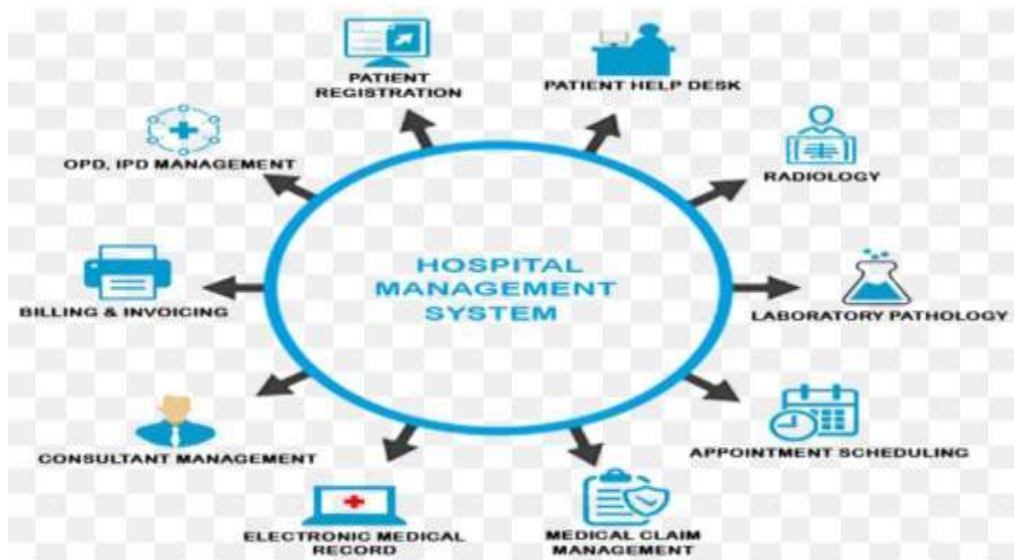 PATIENT
REGISTRATION
PATIENT HELP DESK
OPD, IPD MANAGEMENT
RADIOLOGY
HOSPITAL
MANAGEMENT
SYSTEM
BILLING & INVOICING
LABORATORY PATHOLOGY
CONSULTANT MANAGEMENT
APPOINTMENT SCHEDULING
ELECTRONIC MEDICAL
RECORD
MEDICAL CLAIM
MANAGEMENT